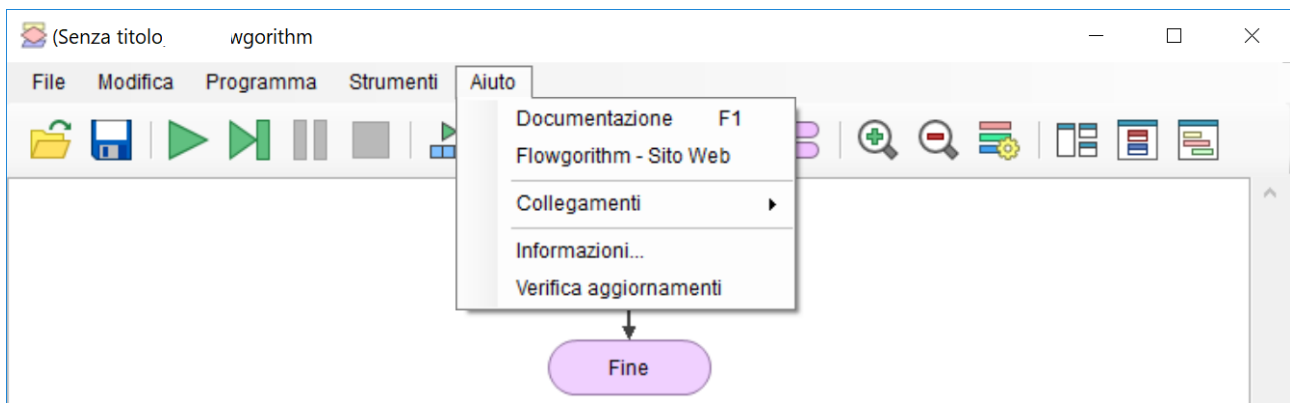 (Senza titolo wgorithm
File Modifica Programma Strumenti Aiuto
Documentazione F1
Flowgorithm - Sito Web
Collegamenti
Informazioni...
Verifica aggiornamenti
Fine